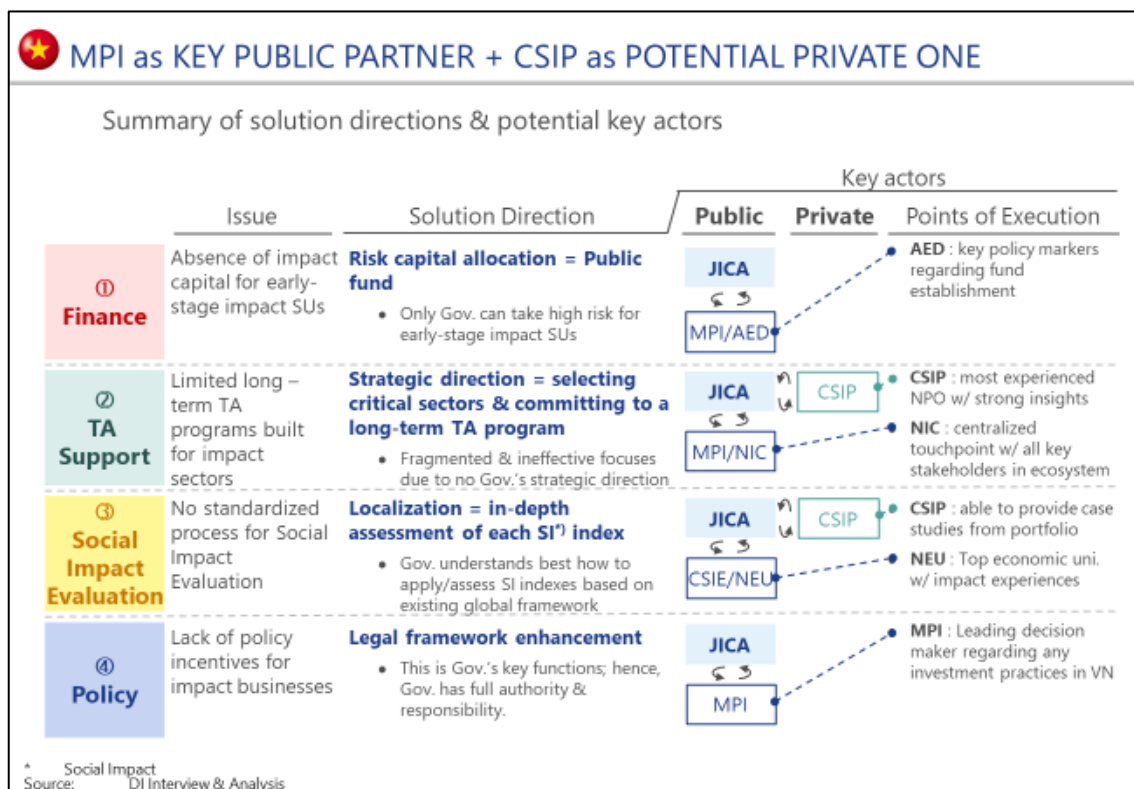 MPI as KEY PUBLIC PARTNER + CSIP as POTENTIAL PRIVATE ONE
Summary of solution directions & potential key actors
Key actors
Issue
Solution Direction
Public
Private
Points of Execution
①
Finance
Absence of impact
capital for early-
stage impact SUs
Risk capital allocation = Public
fund
• Only Gov. can take high risk for
early-stage impact SUs
JICA
MPI/AED
AED : key policy markers
regarding fund
establishment
②
TA
Support
Limited long –
term TA
programs built
for impact
sectors
Strategic direction = selecting
critical sectors & committing to a
long-term TA program
• Fragmented & ineffective focuses
due to no Gov.'s strategic direction
JICA
MPI/NIC
CSIP
CSIP : most experienced
NPO w/ strong insights
NIC : centralized
touchpoint w/ all key
stakeholders in ecosystem
③
Social
Impact
Evaluation
No standardized
process for Social
Impact
Evaluation
Localization = in-depth
assessment of each SI*) index
• Gov. understands best how to
apply/assess SI indexes based on
existing global framework
JICA
CSIE/NEU
CSIP
CSIP : able to provide case
studies from portfolio
NEU : Top economic uni.
w/ impact experiences
④
Policy
Lack of policy
incentives for
impact businesses
Legal framework enhancement
• This is Gov.'s key functions; hence,
Gov. has full authority &
responsibility.
JICA
MPI
MPI : Leading decision
maker regarding any
investment practices in VN
* Social Impact
Source: DI Interview & Analysis